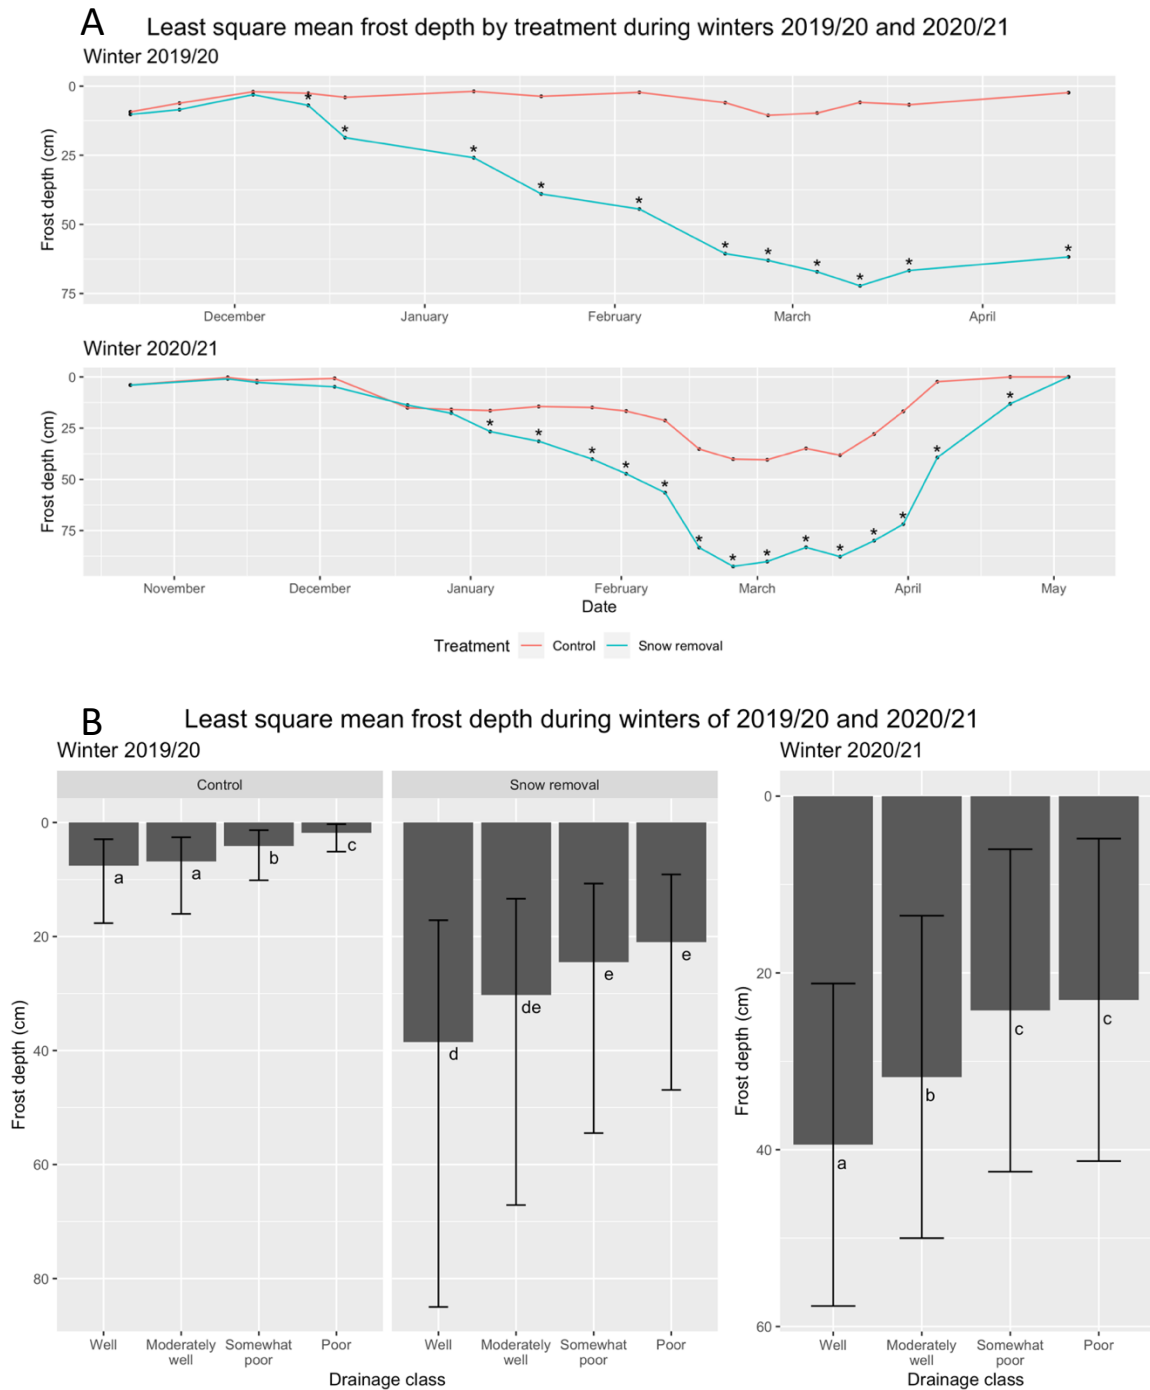 A
Least square mean frost depth by treatment during winters 2019/20 and 2020/21
Winter 2019/20
Frost depth (cm)
0
25
50
75
* * * * * * * * * * * *
December January February March April
Winter 2020/21
Frost depth (cm)
0
25
50
75
* * * * * * * * * * * * * *
November December January February March April May
Date
Treatment Control Snow removal
B
Least square mean frost depth during winters of 2019/20 and 2020/21
Winter 2019/20
Control Snow removal
Frost depth (cm)
0
20
40
60
80
a a b c
d de e e
Well Moderately well Somewhat poor Poor
Well Moderately well Somewhat poor Poor
Drainage class
Winter 2020/21
Frost depth (cm)
0
20
40
60
a b c c
Well Moderately well Somewhat poor Poor
Drainage class